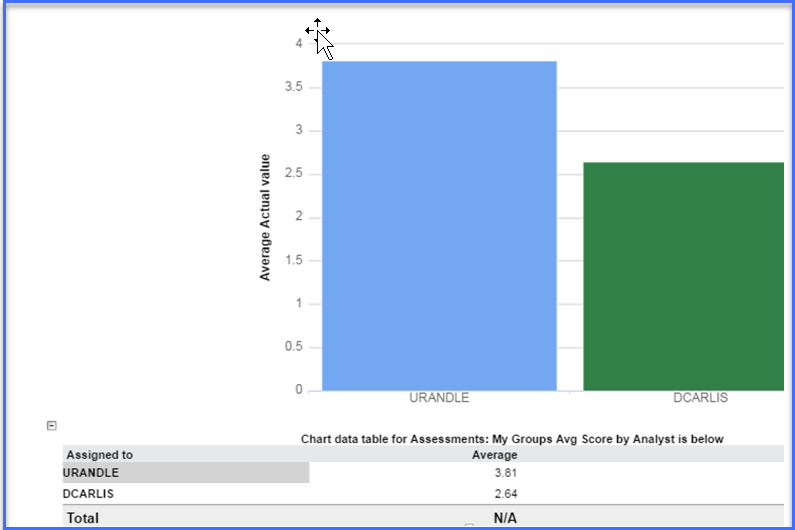 4
3.5
3
2.5
2
1.5
1
0.5
0
Average Actual value
URANDLE DCARLIS
Chart data table for Assessments: My Groups Avg Score by Analyst is below
Assigned to Average
URANDLE 3.81
DCARLIS 2.64
Total N/A